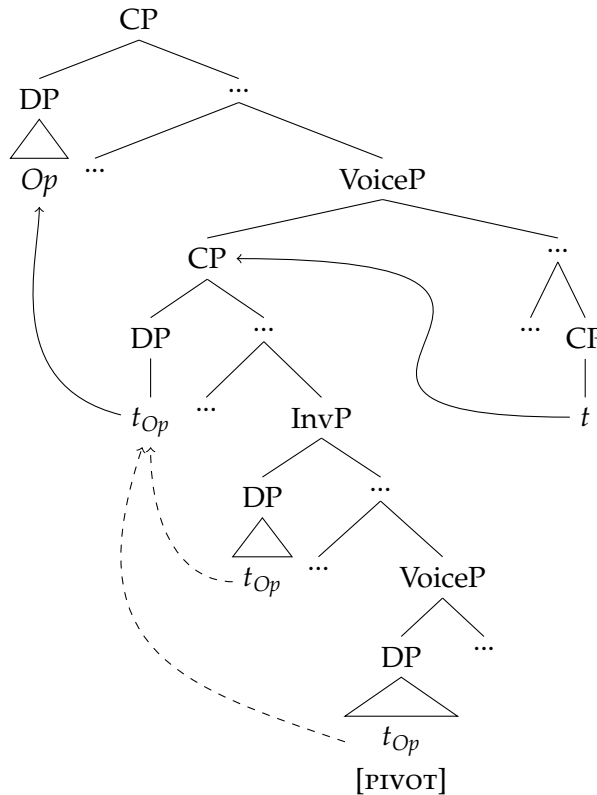 CP
DP ...
Op ... VoiceP
CP ...
DP ... ... CP
t_Op ... InvP t
DP ...
t_Op ... VoiceP
DP ...
t_Op
[PIVOT]